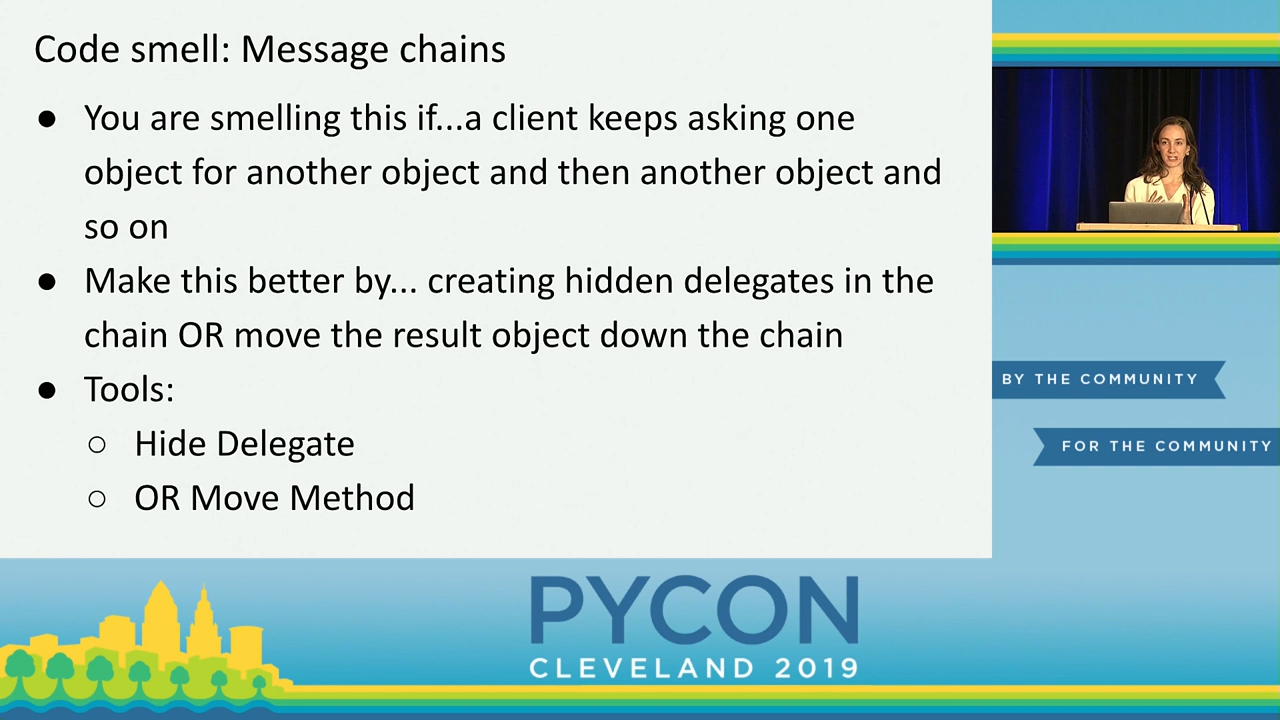 Code smell: Message chains
● You are smelling this if...a client keeps asking one
object for another object and then another object and
so on
● Make this better by... creating hidden delegates in the
chain OR move the result object down the chain
● Tools:
○ Hide Delegate
○ OR Move Method
BY THE COMMUNITY
FOR THE COMMUNITY
PYCON
CLEVELAND 2019